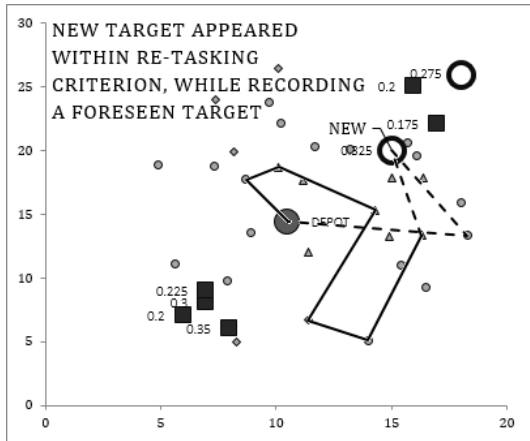 30
NEW TARGET APPEARED
WITHIN RE-TASKING
CRITERION, WHILE RECORDING
A FORESEEN TARGET
0.275
0.2
25
0.175
NEW
20
DEPOT
15
10
0.225
0.3
0.2
0.35
5
0
0 5 10 15 20